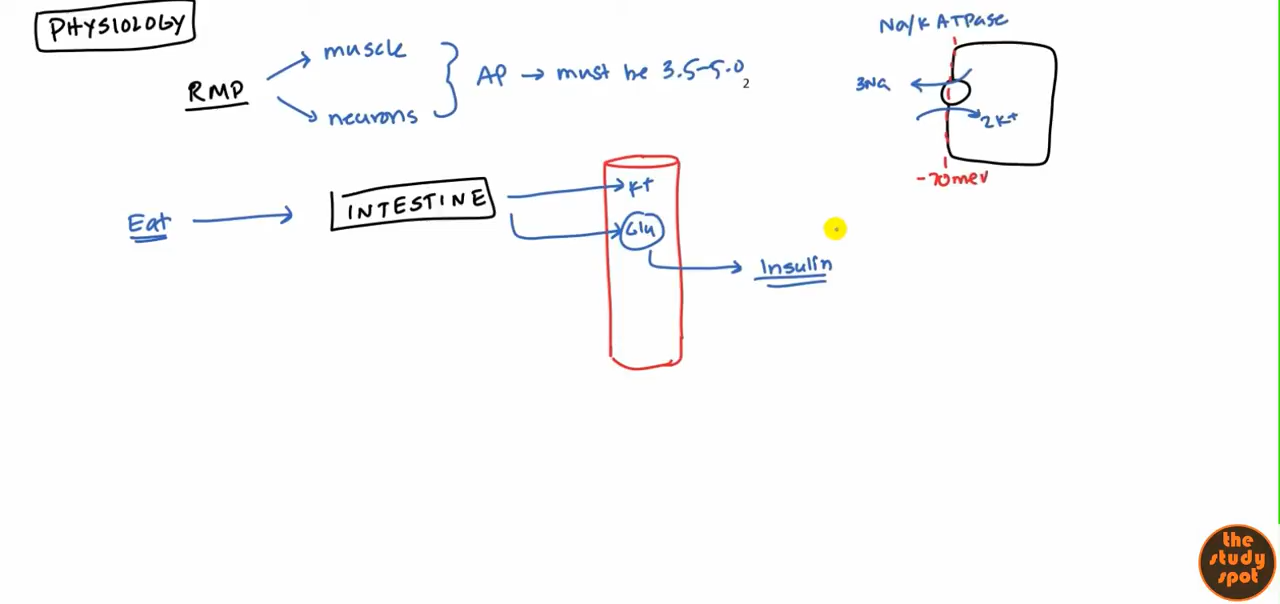 PHYSIOLOGY
Na/K ATPase
muscle
RMP
AP → must be 3.5-5.0
2
neurons
3Na
2K+
-70mev
Eat
INTESTINE
K+
Glu
Insulin
the
study
spot